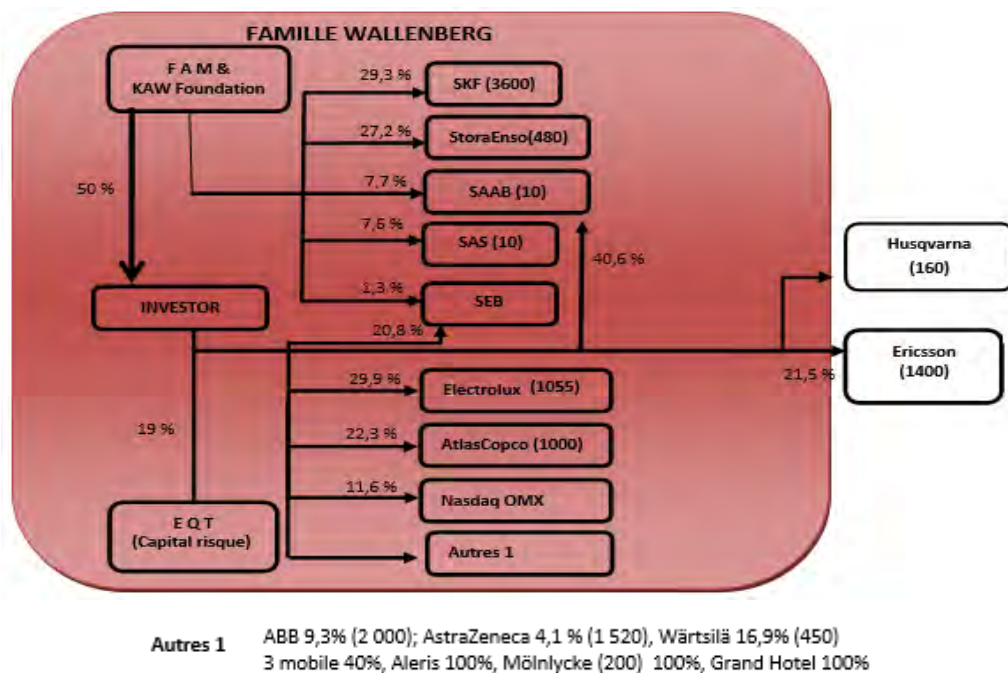 FAMILLE WALLENBERG
F A M &
KAW Foundation
29,3 %
SKF (3600)
27,2 %
StoraEnso(480)
50 %
7,7 %
SAAB (10)
7,6 %
SAS (10)
40,6 %
Husqvarna
(160)
INVESTOR
1,3 %
SEB
20,8 %
Ericsson
(1400)
21,5 %
29,9 %
Electrolux (1055)
19 %
22,3 %
AtlasCopco (1000)
11,6 %
Nasdaq OMX
E Q T
(Capital risque)
Autres 1
Autres 1 ABB 9,3% (2 000); AstraZeneca 4,1 % (1 520), Wärtsilä 16,9% (450)
3 mobile 40%, Aleris 100%, Mölnlycke (200) 100%, Grand Hotel 100%